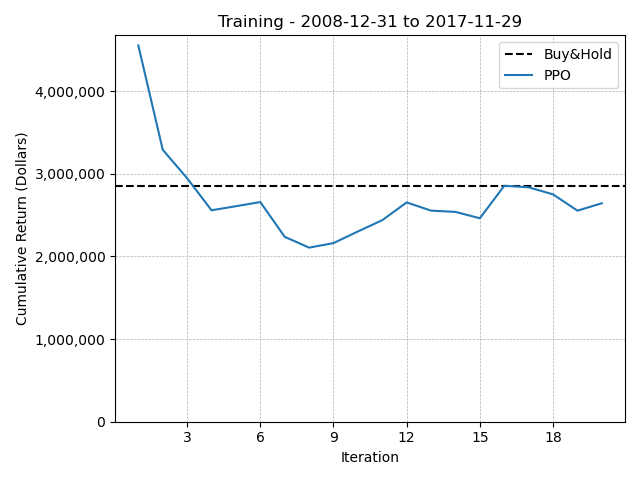 Training - 2008-12-31 to 2017-11-29
Buy&Hold
PPO
4,000,000
3,000,000
2,000,000
1,000,000
0
Cumulative Return (Dollars)
3 6 9 12 15 18
Iteration